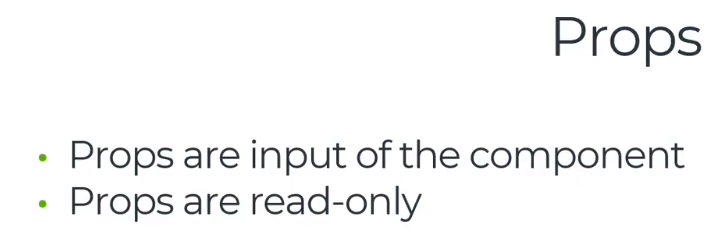 Props
• Props are input of the component
• Props are read-only